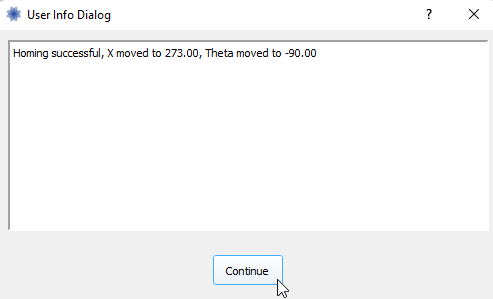 User Info Dialog
?
Homing successful, X moved to 273.00, Theta moved to -90.00
Continue